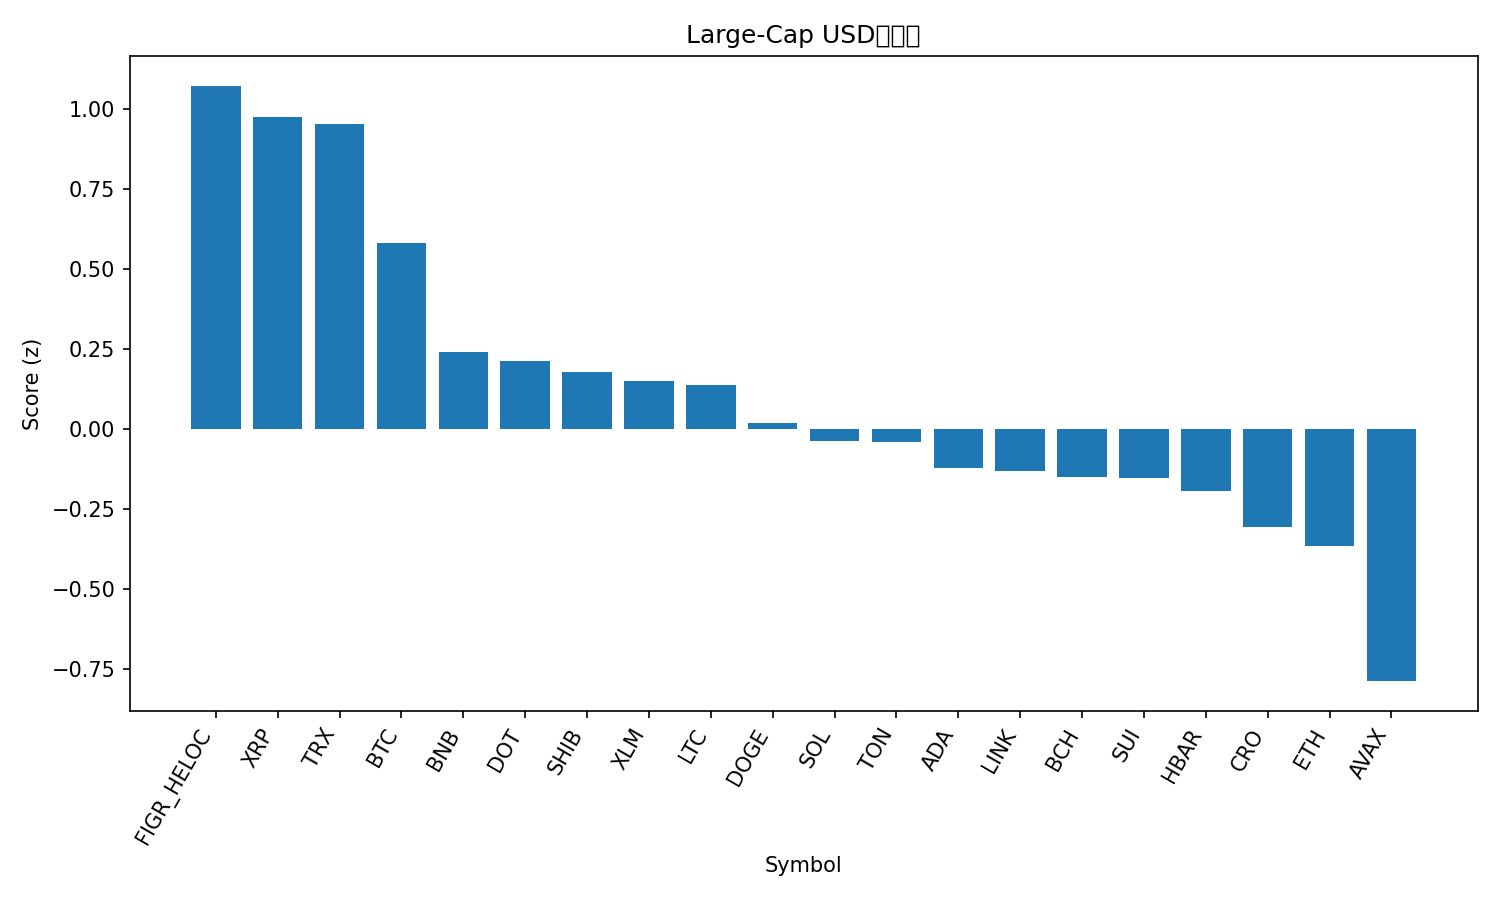 Large-Cap USD
1.00
0.75
0.50
0.25
0.00
−0.25
−0.50
−0.75
Score (z)
FIGR_HELOC
XRP
TRX
BTC
BNB
DOT
SHIB
XLM
LTC
DOGE
SOL
TON
ADA
LINK
BCH
SUI
HBAR
CRO
ETH
AVAX
Symbol